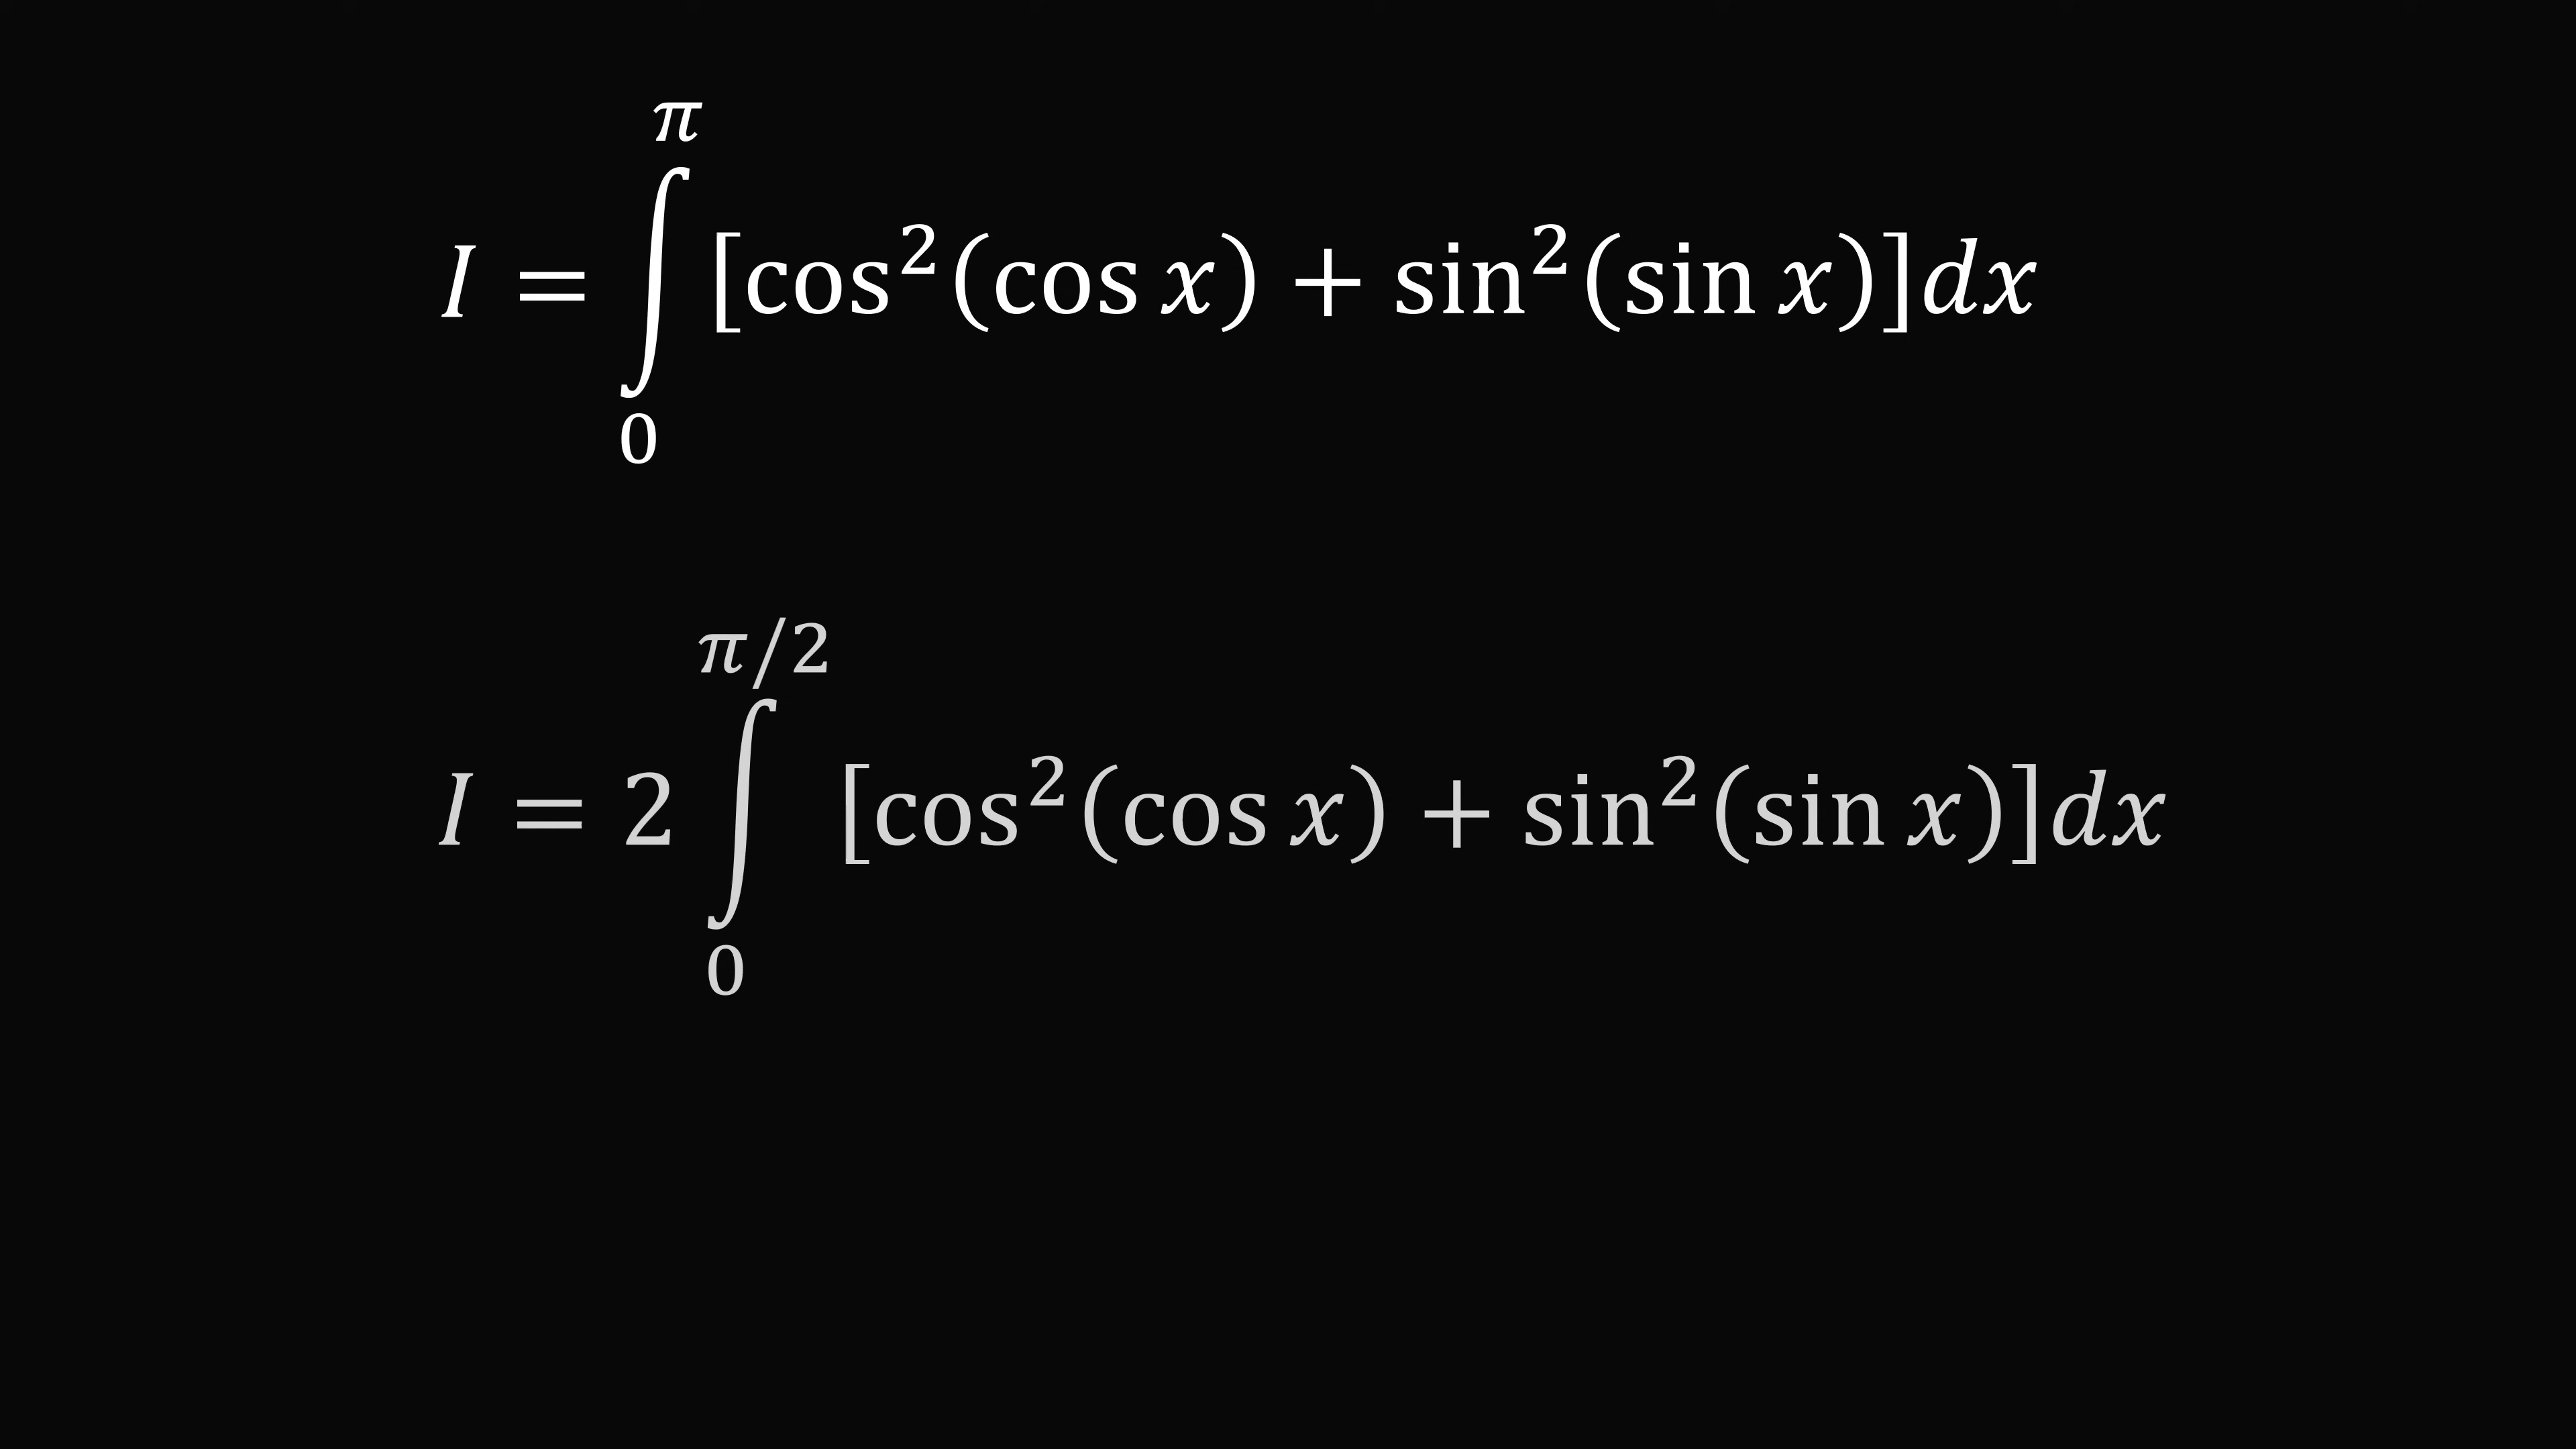 I = ∫₀^π [cos²(cos x) + sin²(sin x)]dx
I = 2 ∫₀^π/2 [cos²(cos x) + sin²(sin x)]dx